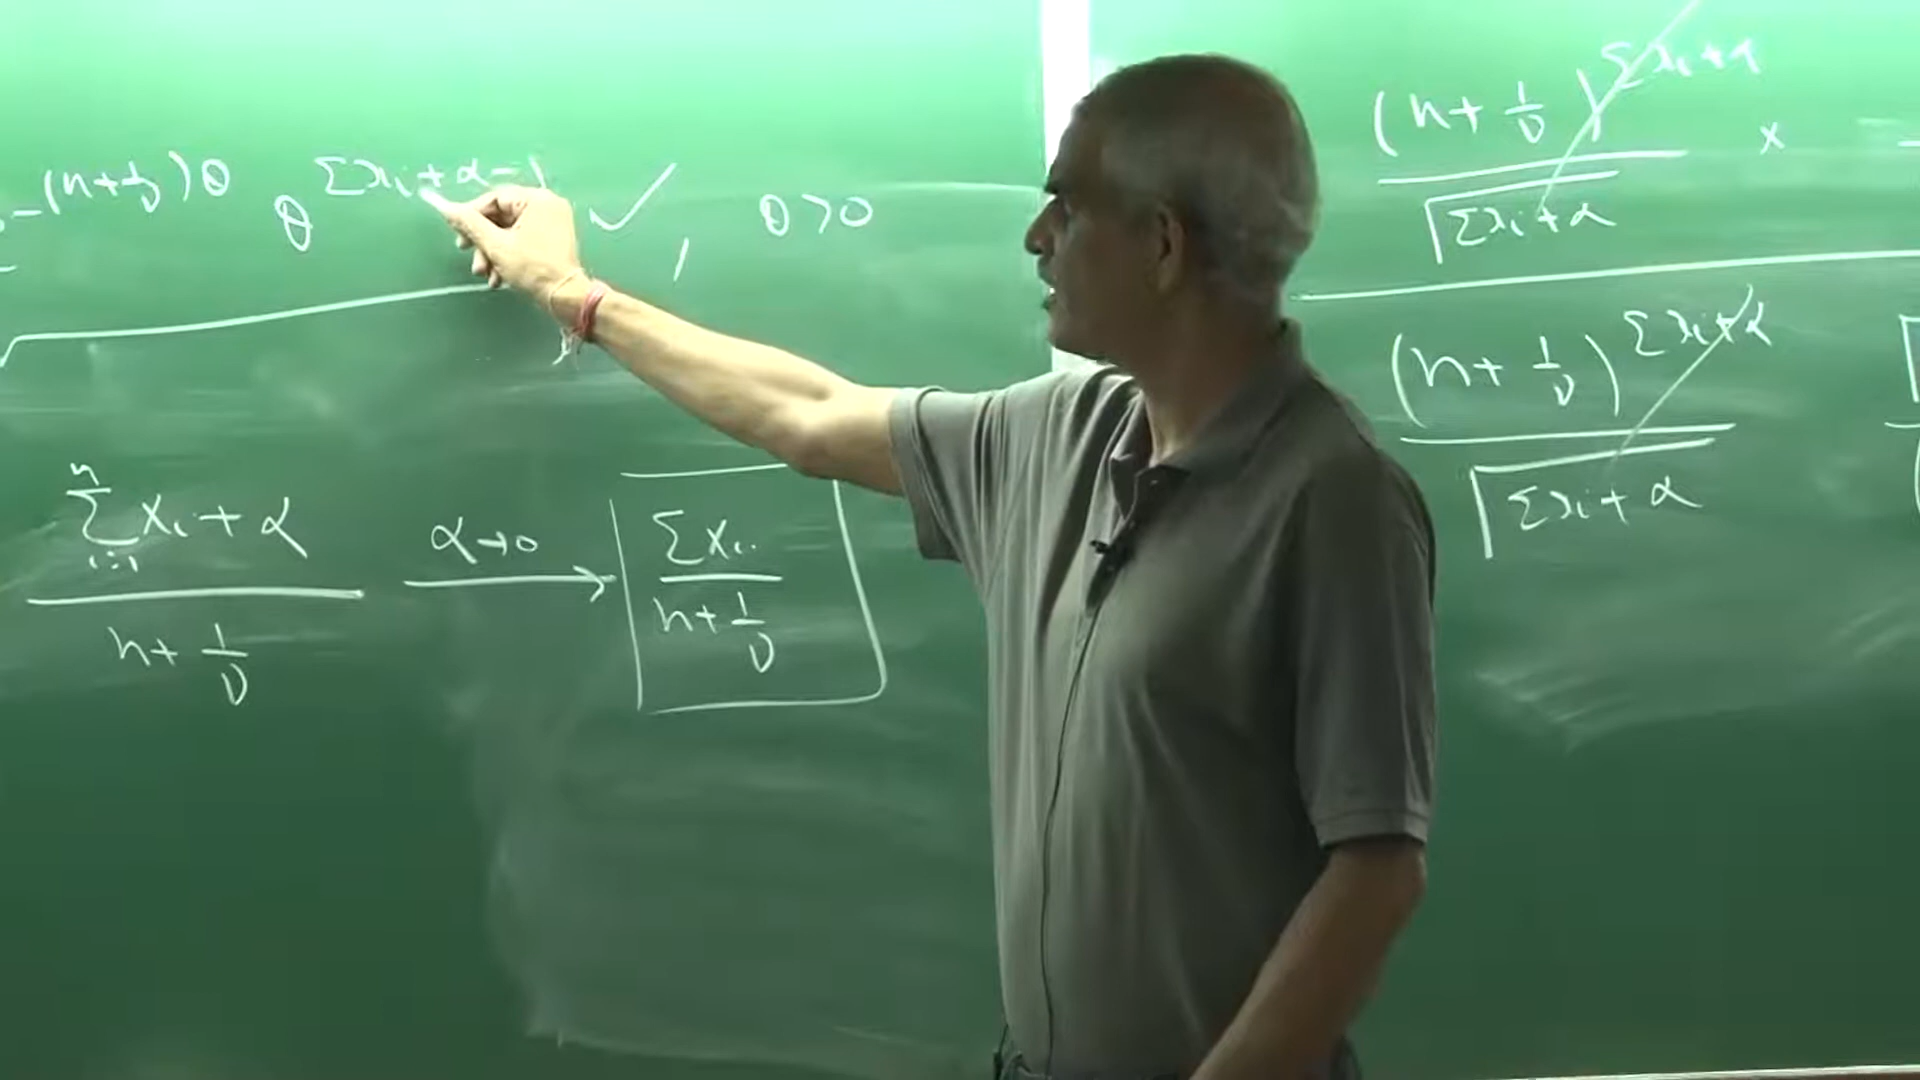 -(n+1/ν)θ θ^{Σxi+α-1} ✓, θ>0
Σ_{i=1}^{n} Xi + α
n + 1/ν
α→0
ΣXi
n+1/ν
(n+1/ν)^{Σxi+α} ×
Γ Σxi+α
(n+1/ν)^{Σxi+α}
Γ Σxi+α